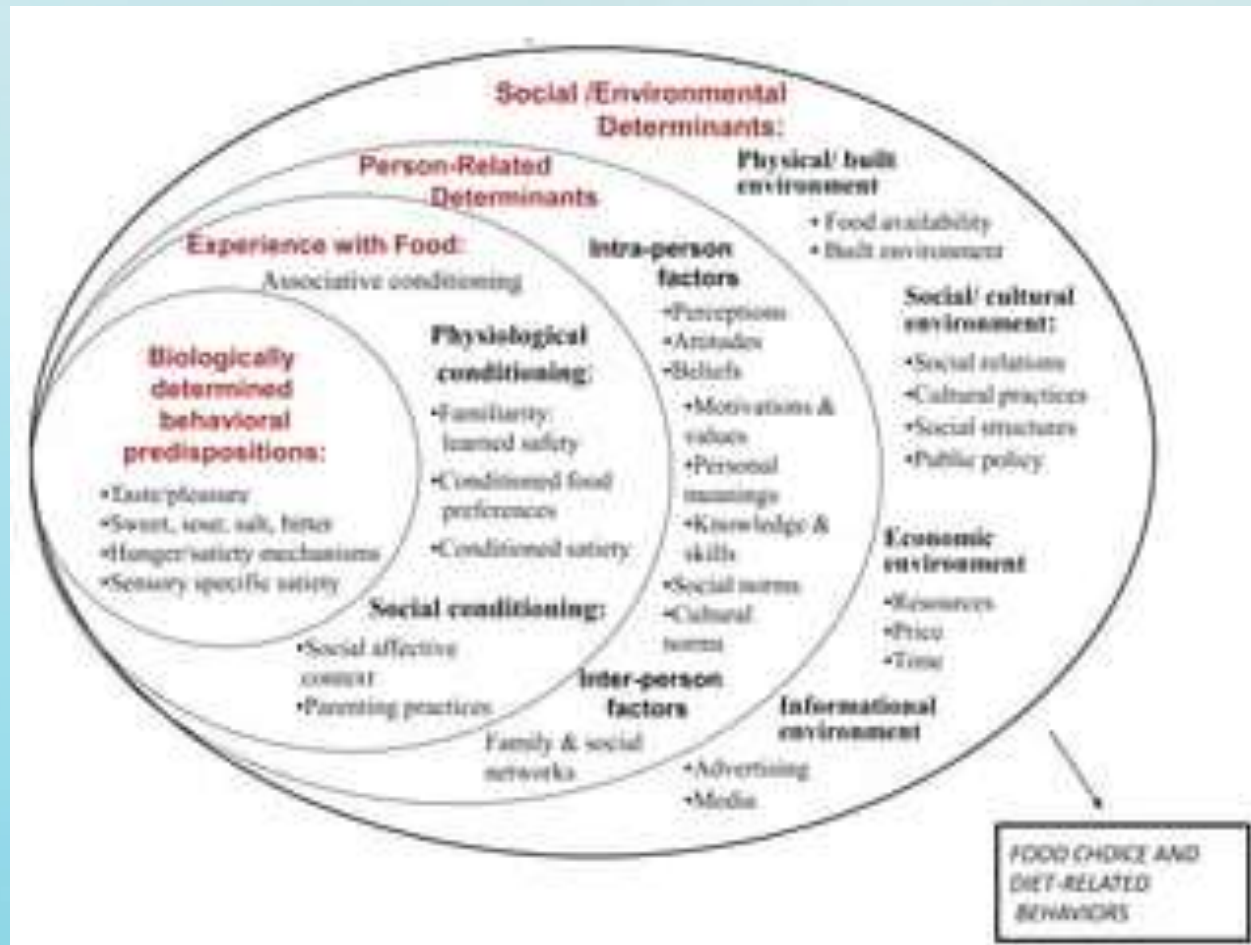 Social /Environmental
Determinants:
Physical/ built
environment
• Food availability
• Built environment
Social/ cultural
environment:
•Social relations
•Cultural practices
•Social structures
•Public policy
Economic
environment
•Resources
•Price
•Time
Informational
environment
•Advertising
•Media
Person-Related
Determinants
Intra-person
factors
•Perceptions
•Attitudes
•Beliefs
•Motivations &
values
•Personal
meanings
•Knowledge &
skills
•Social norms
•Cultural
norms
Inter-person
factors
Family & social
networks
Experience with Food:
Associative conditioning
Physiological
conditioning:
•Familiarity:
learned safety
•Conditioned food
preferences
•Conditioned satiety
Social conditioning:
•Social affective
context
•Parenting practices
Biologically
determined
behavioral
predispositions:
•Taste/pleasure
•Sweet, sour, salt, bitter
•Hunger/satiety mechanisms
•Sensory specific satiety
FOOD CHOICE AND
DIET-RELATED
BEHAVIORS